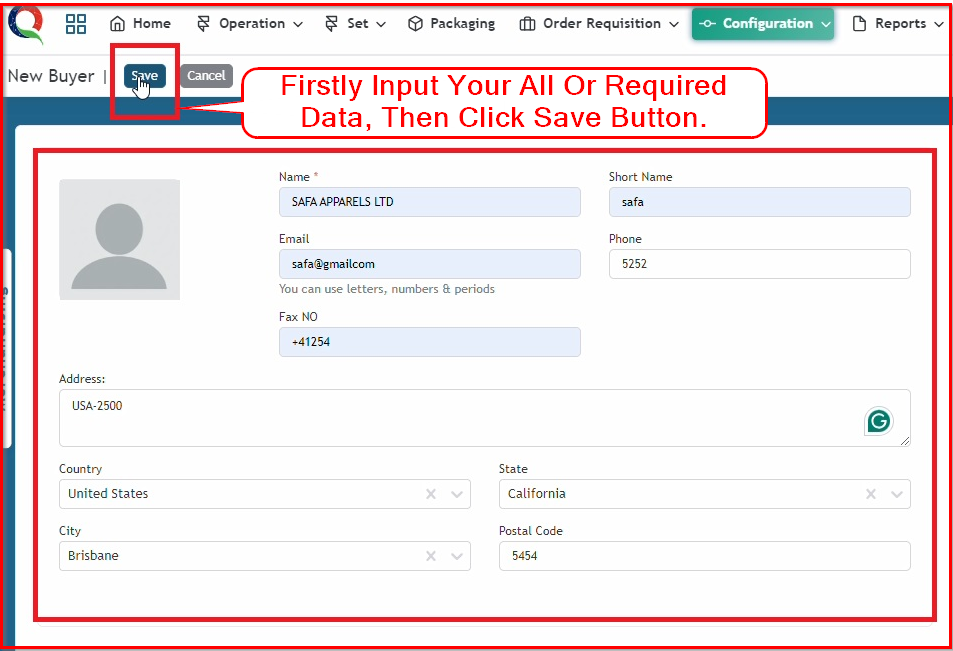 Home Operation Set Packaging Order Requisition Configuration Reports
New Buyer | Save Cancel
Firstly Input Your All Or Required
Data, Then Click Save Button.
Name * Short Name
SAFA APPARELS LTD safa
Email Phone
safa@gmailcom 5252
You can use letters, numbers & periods
Fax NO
+41254
Address:
USA-2500
Country State
United States California
City Postal Code
Brisbane 5454